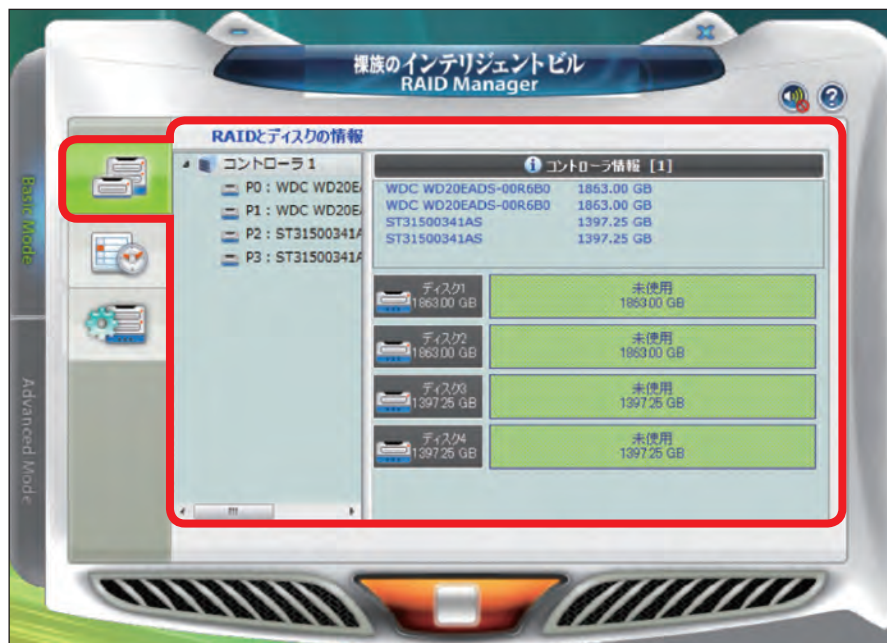 裸族のインテリジェントビル
RAID Manager
RAIDとディスクの情報
Basic Mode
Advanced Mode
コントローラ 1
P0 : WDC WD20E
P1 : WDC WD20E
P2 : ST31500341A
P3 : ST31500341A
コントローラ情報 [1]
WDC WD20EADS-00R6B0 1863.00 GB
WDC WD20EADS-00R6B0 1863.00 GB
ST31500341AS 1397.25 GB
ST31500341AS 1397.25 GB
ディスク1
1863.00 GB
未使用
1863.00 GB
ディスク2
1863.00 GB
未使用
1863.00 GB
ディスク3
1397.25 GB
未使用
1397.25 GB
ディスク4
1397.25 GB
未使用
1397.25 GB